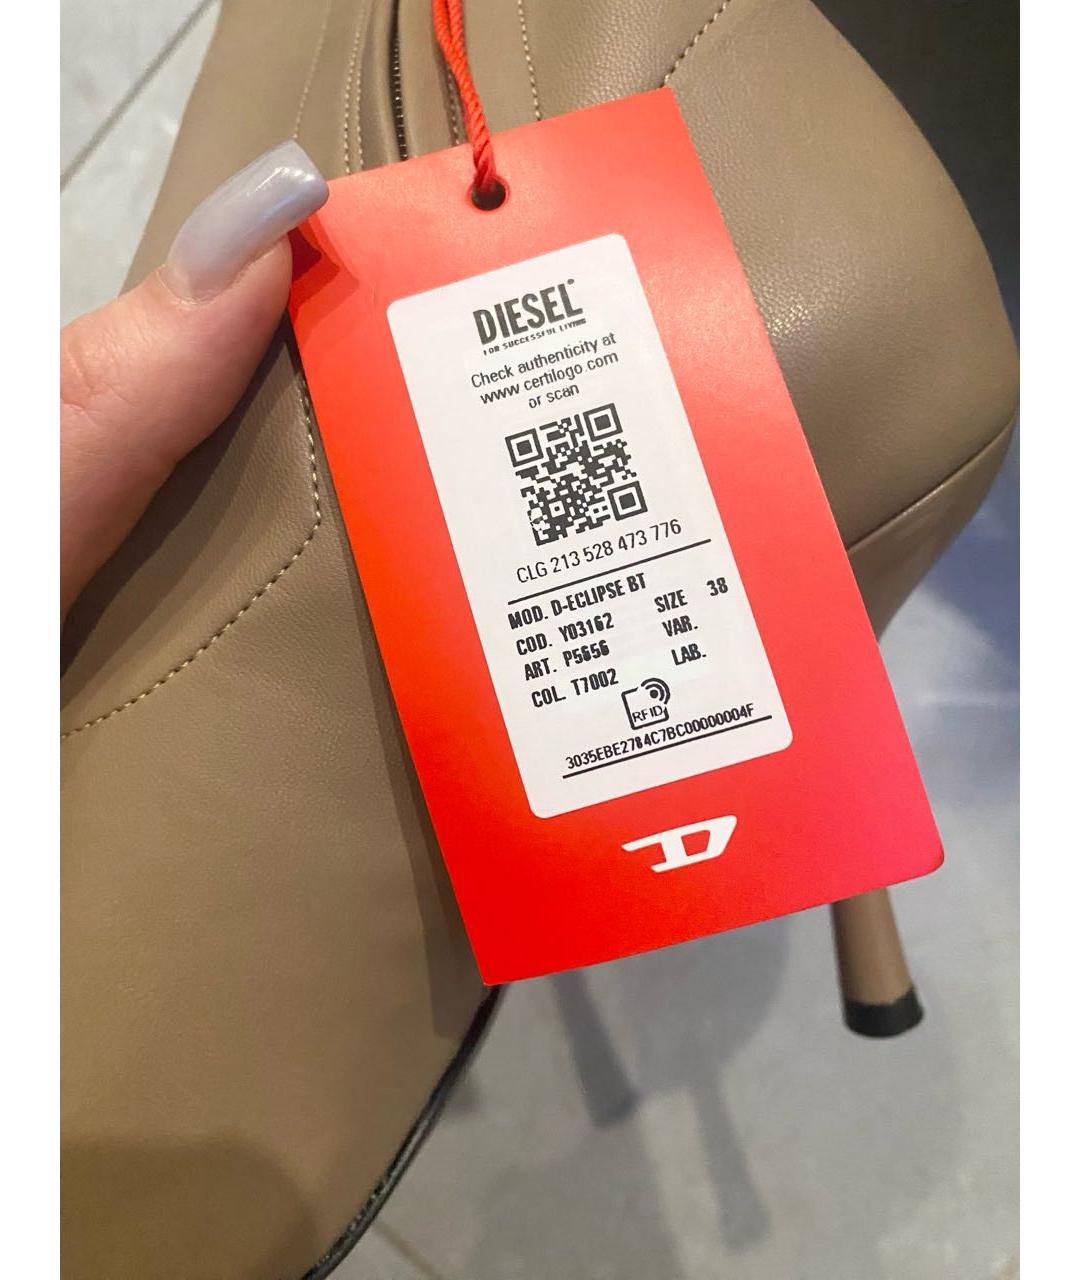 DIESEL
FOR SUCCESSFUL LIVING
Check authenticity at
www certilogo.com
or scan
CLG 213 528 473 776
MOD. D-ECLIPSE BT
COD. Y03162 SIZE 38
ART. P5656 VAR.
COL. T7002 LAB.
RFID
3035EBE2784C7BC00000004F
D